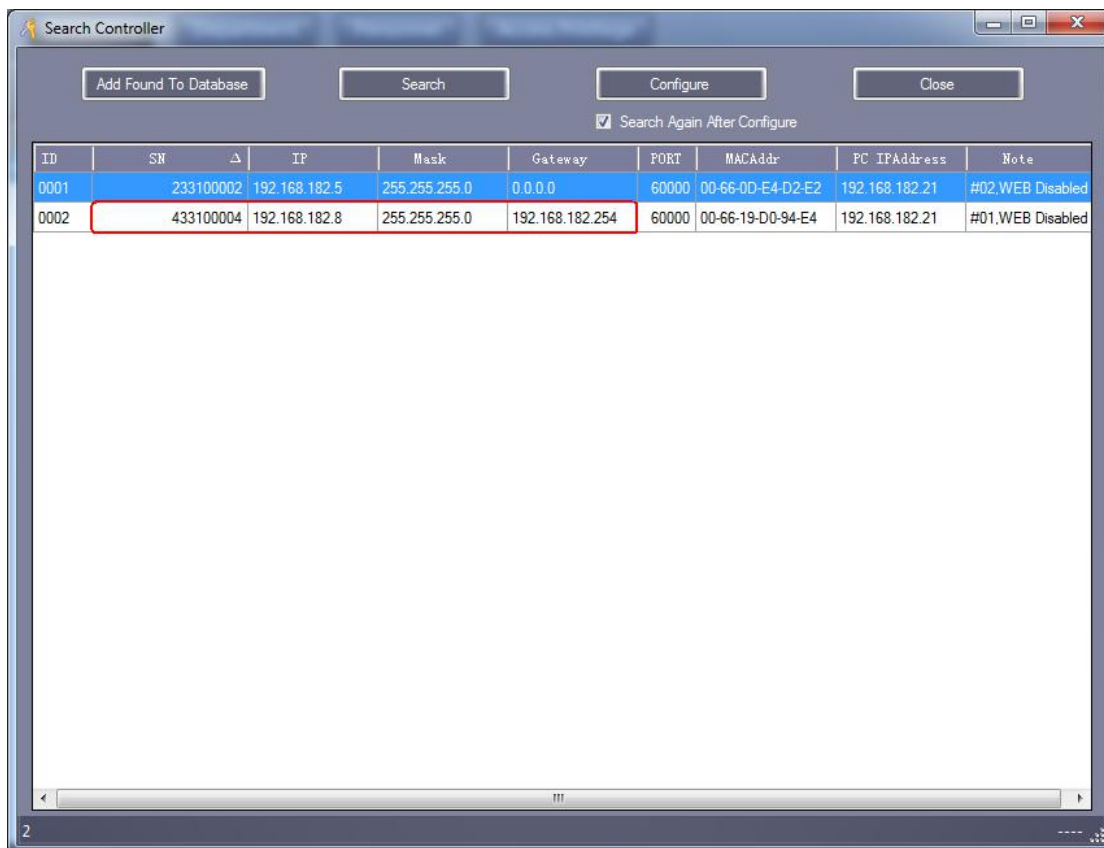 Search Controller
Add Found To Database Search Configure Close
Search Again After Configure
ID SN Δ IP Mask Gateway PORT MACAddr PC IPAddress Note
0001 233100002 192.168.182.5 255.255.255.0 0.0.0.0 60000 00-66-0D-E4-D2-E2 192.168.182.21 #02,WEB Disabled
0002 433100004 192.168.182.8 255.255.255.0 192.168.182.254 60000 00-66-19-D0-94-E4 192.168.182.21 #01,WEB Disabled
2 ----